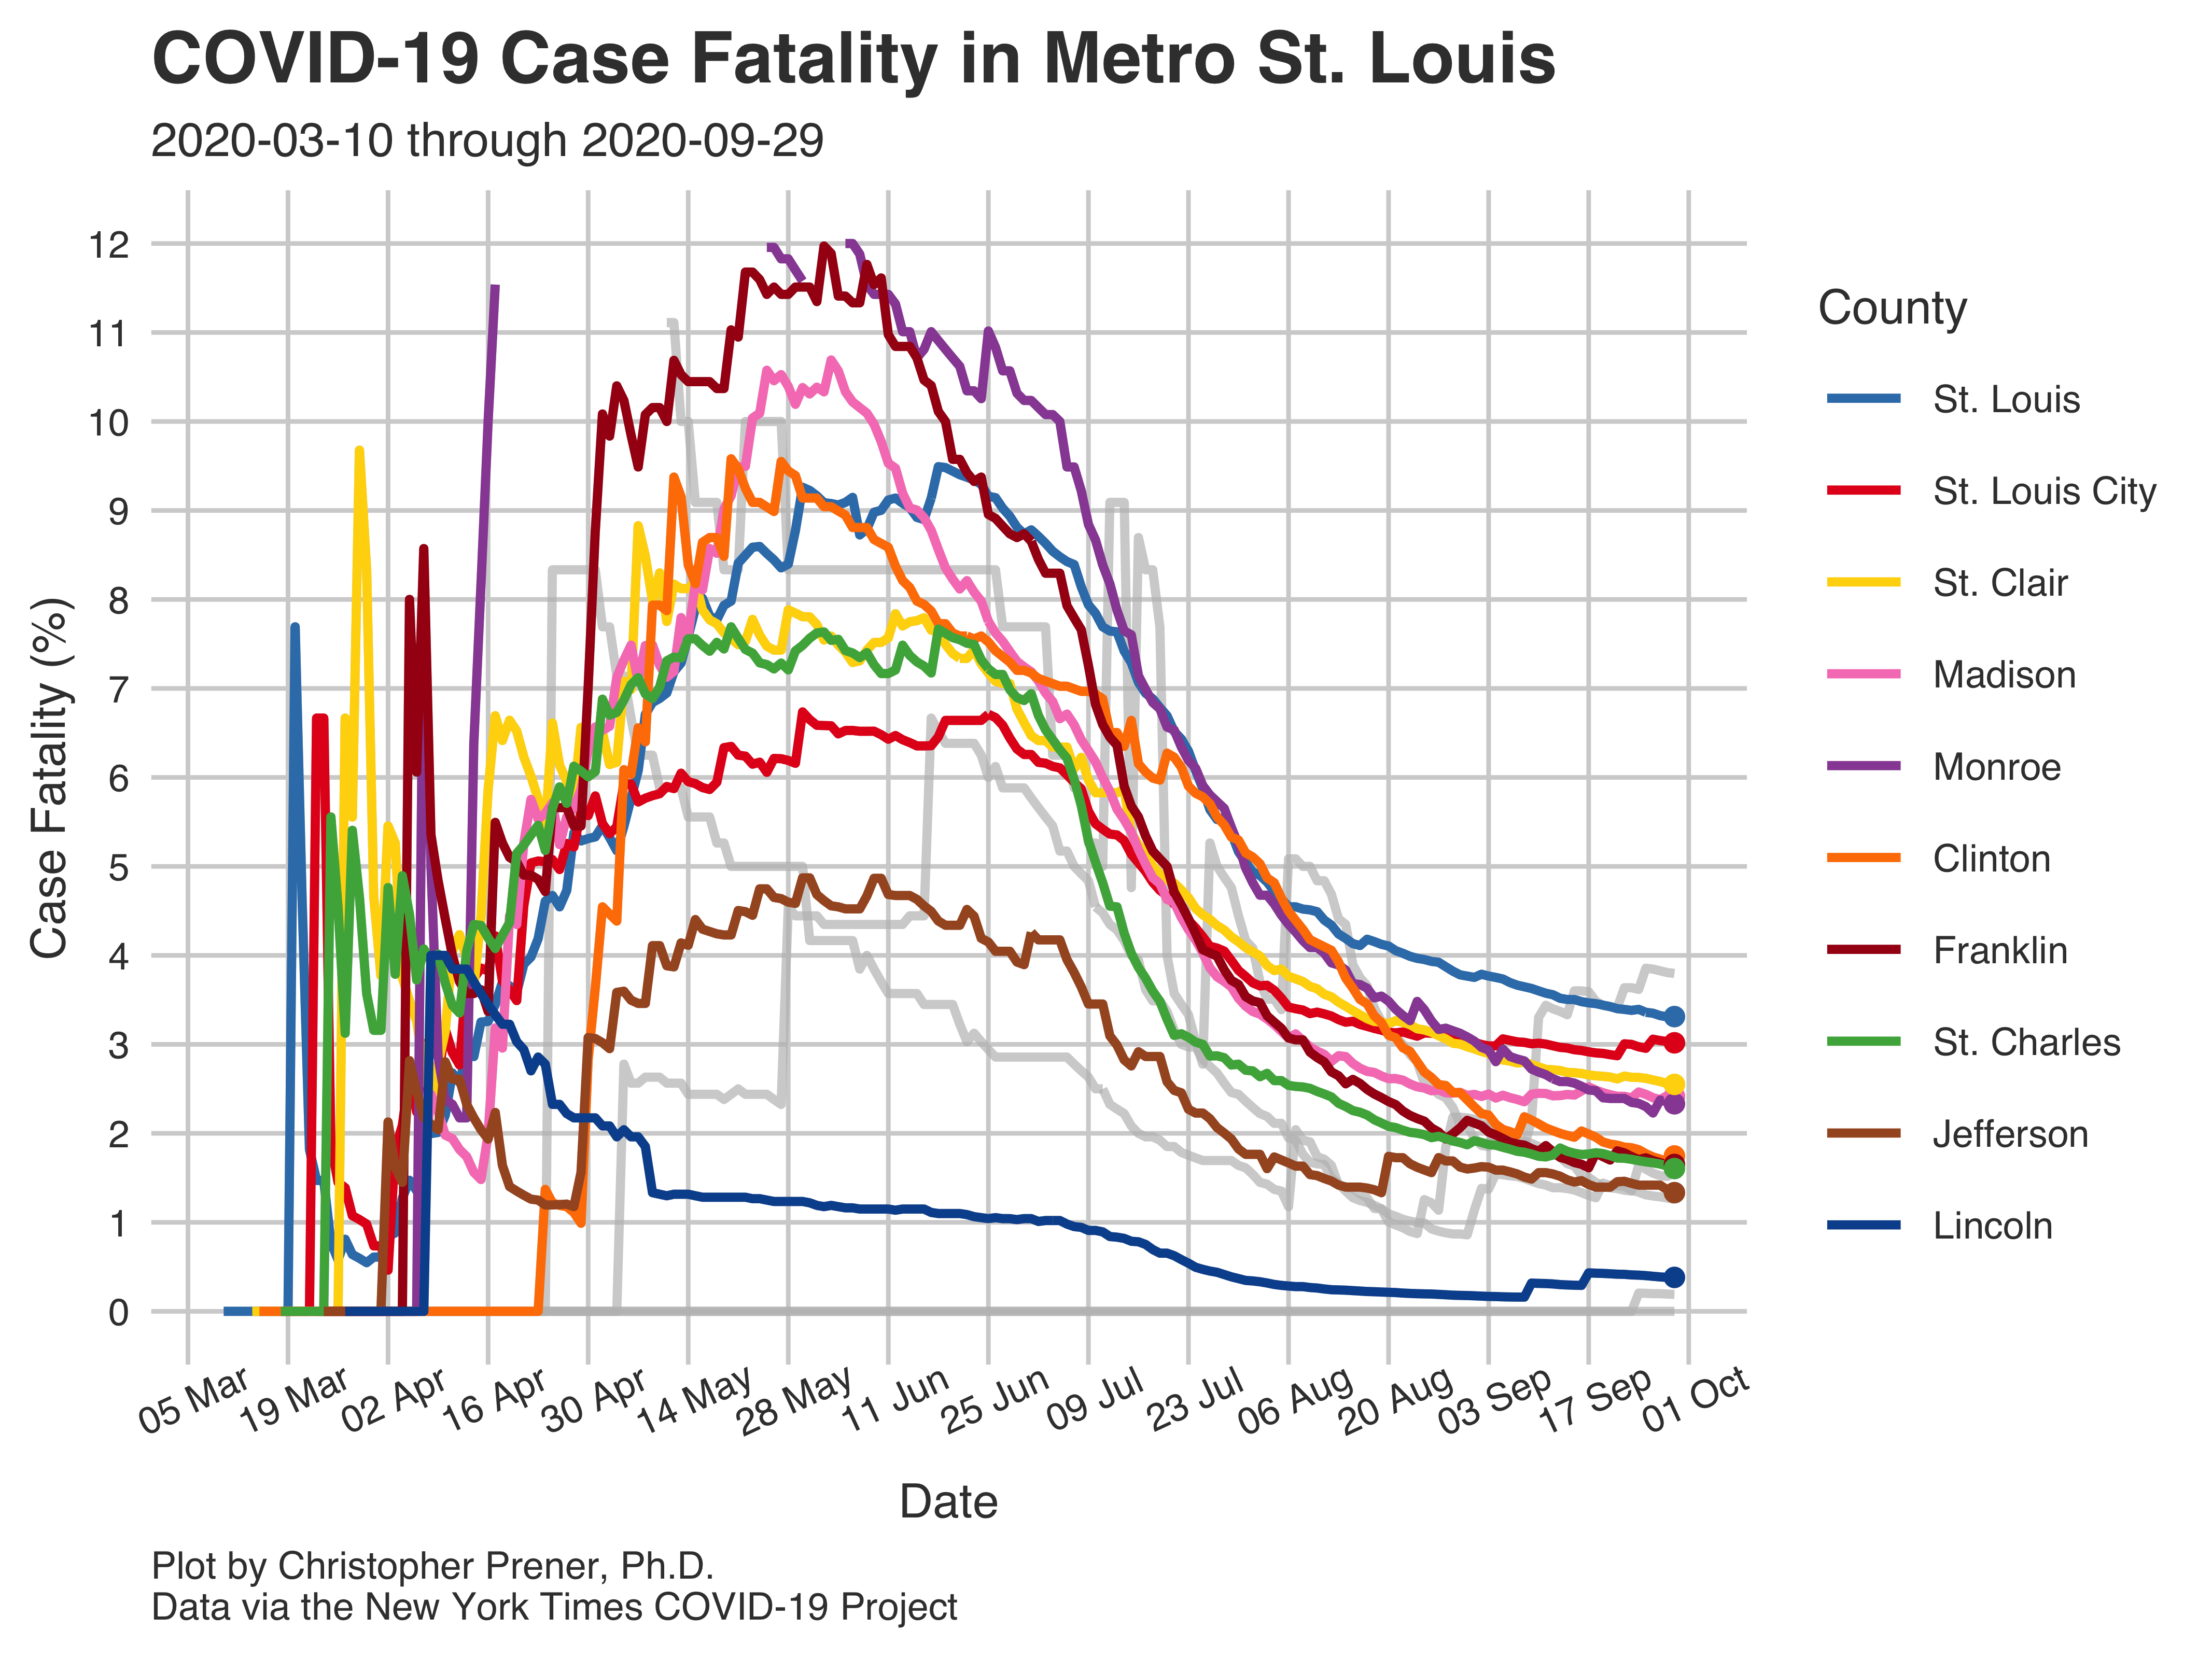 COVID-19 Case Fatality in Metro St. Louis
2020-03-10 through 2020-09-29
Case Fatality (%)
12
11
10
9
8
7
6
5
4
3
2
1
0
05 Mar
19 Mar
02 Apr
16 Apr
30 Apr
14 May
28 May
11 Jun
25 Jun
09 Jul
23 Jul
06 Aug
20 Aug
03 Sep
17 Sep
01 Oct
Date
County
St. Louis
St. Louis City
St. Clair
Madison
Monroe
Clinton
Franklin
St. Charles
Jefferson
Lincoln
Plot by Christopher Prener, Ph.D.
Data via the New York Times COVID-19 Project